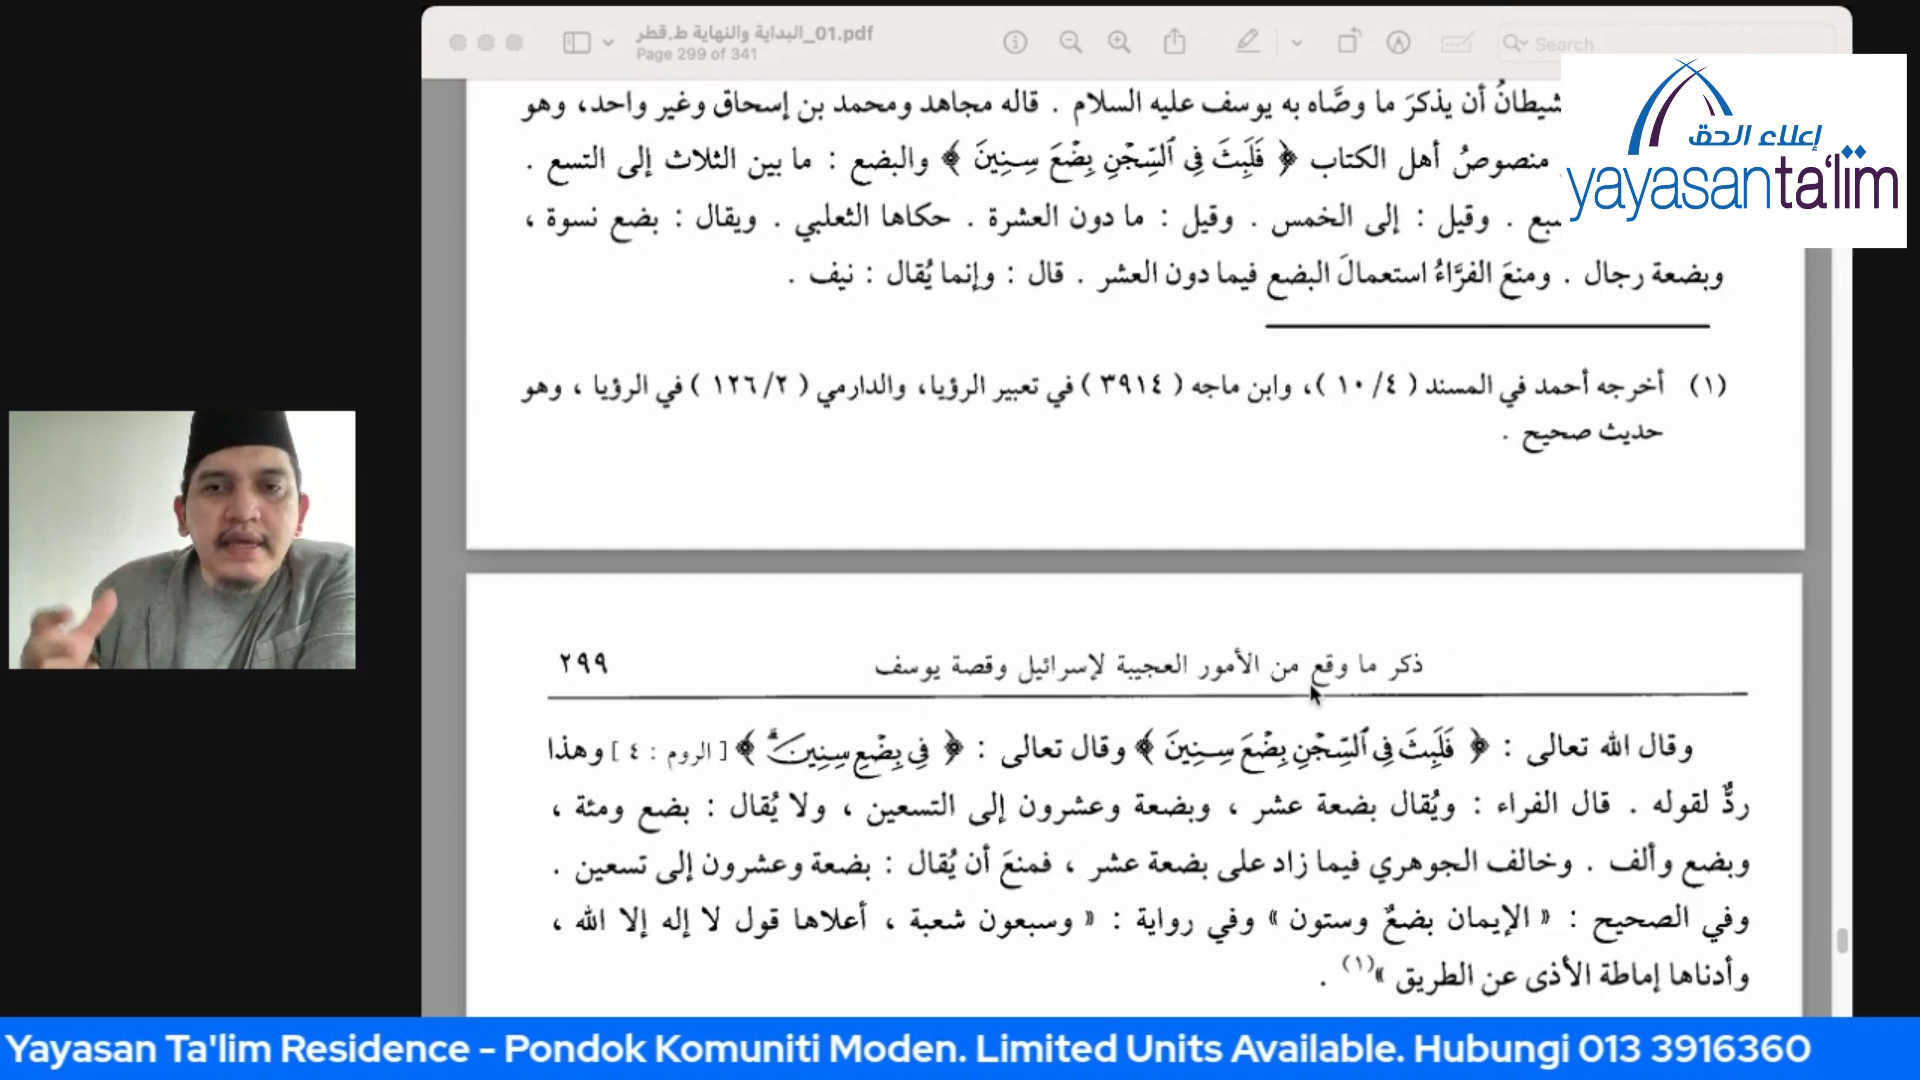 البداية والنهاية ط.قطر_01.pdf
Page 299 of 341
Search
إعلاء الحق
yayasanta'lim
شيطانُ أن يذكرَ ما وصَّاه به يوسف عليه السلام . قاله مجاهد ومحمد بن إسحاق وغير واحد، وهو
منصوصُ أهل الكتاب ﴿ فَلَبِثَ فِى ٱلسِّجْنِ بِضْعَ سِنِينَ ﴾ والبضع : ما بين الثلاث إلى التسع .
سبع . وقيل : إلى الخمس . وقيل : ما دون العشرة . حكاها الثعلبي . ويقال : بضع نسوة ،
وبضعة رجال . ومنعَ الفرَّاءُ استعمالَ البضع فيما دون العشر . قال : وإنما يُقال : نيف .
(١) أخرجه أحمد في المسند ( ٤/ ١٠ )، وابن ماجه ( ٣٩١٤ ) في تعبير الرؤيا، والدارمي ( ٢/ ١٢٦ ) في الرؤيا ، وهو
حديث صحيح .
ذكر ما وقع من الأمور العجيبة لإسرائيل وقصة يوسف ٢٩٩
وقال الله تعالى : ﴿ فَلَبِثَ فِى ٱلسِّجْنِ بِضْعَ سِنِينَ ﴾ وقال تعالى : ﴿ فِى بِضْعِ سِنِينَۗ ﴾ [ الروم : ٤ ] وهذا
ردٌّ لقوله . قال الفراء : ويُقال بضعة عشر ، وبضعة وعشرون إلى التسعين ، ولا يُقال : بضع ومئة ،
وبضع وألف . وخالف الجوهري فيما زاد على بضعة عشر ، فمنعَ أن يُقال : بضعة وعشرون إلى تسعين .
وفي الصحيح : « الإيمان بضعٌ وستون » وفي رواية : « وسبعون شعبة ، أعلاها قول لا إله إلا الله ،
وأدناها إماطة الأذى عن الطريق »(١) .
Yayasan Ta'lim Residence - Pondok Komuniti Moden. Limited Units Available. Hubungi 013 3916360